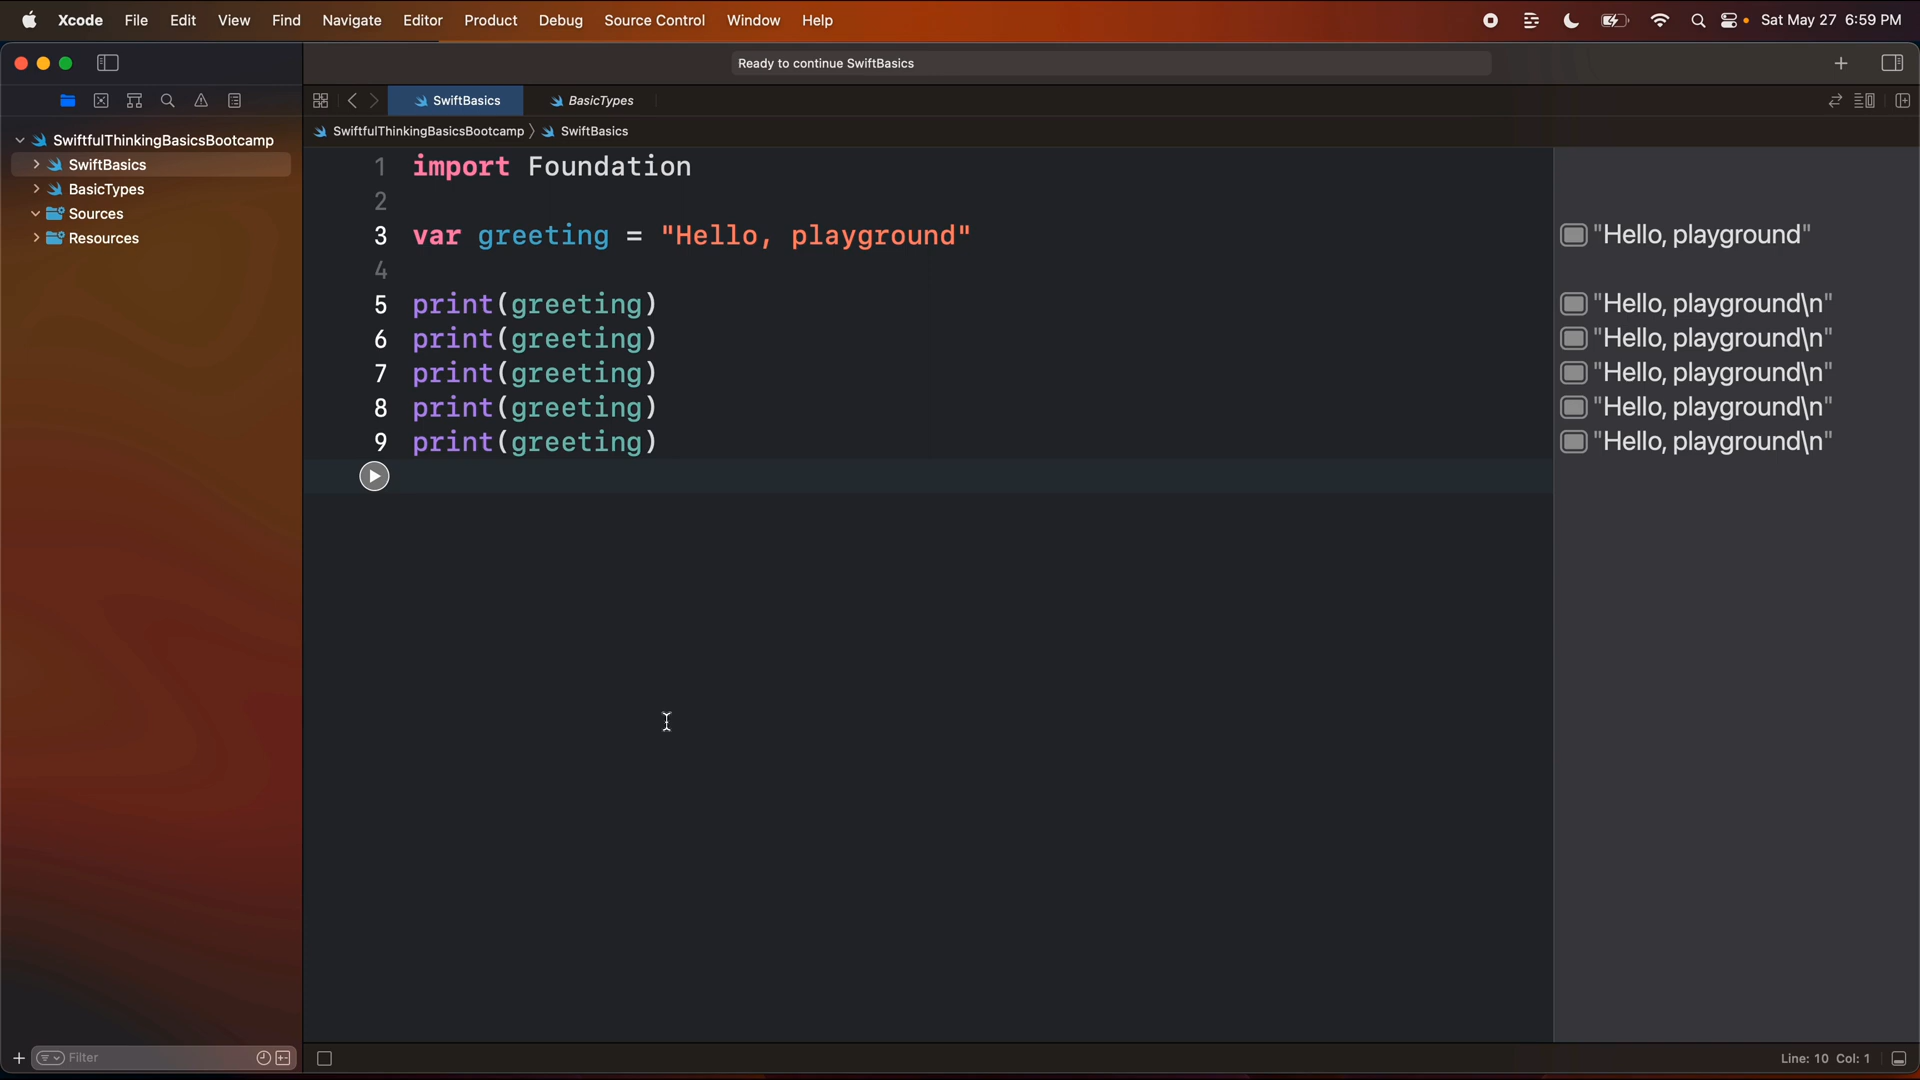 Xcode File Edit View Find Navigate Editor Product Debug Source Control Window Help Sat May 27 6:59 PM
Ready to continue SwiftBasics
SwiftBasics BasicTypes
SwiftfulThinkingBasicsBootcamp SwiftBasics
SwiftfulThinkingBasicsBootcamp
SwiftBasics
BasicTypes
Sources
Resources
1 import Foundation
2
3 var greeting = "Hello, playground"
4
5 print(greeting)
6 print(greeting)
7 print(greeting)
8 print(greeting)
9 print(greeting)
"Hello, playground"
"Hello, playground\n"
"Hello, playground\n"
"Hello, playground\n"
"Hello, playground\n"
"Hello, playground\n"
Filter
Line: 10 Col: 1